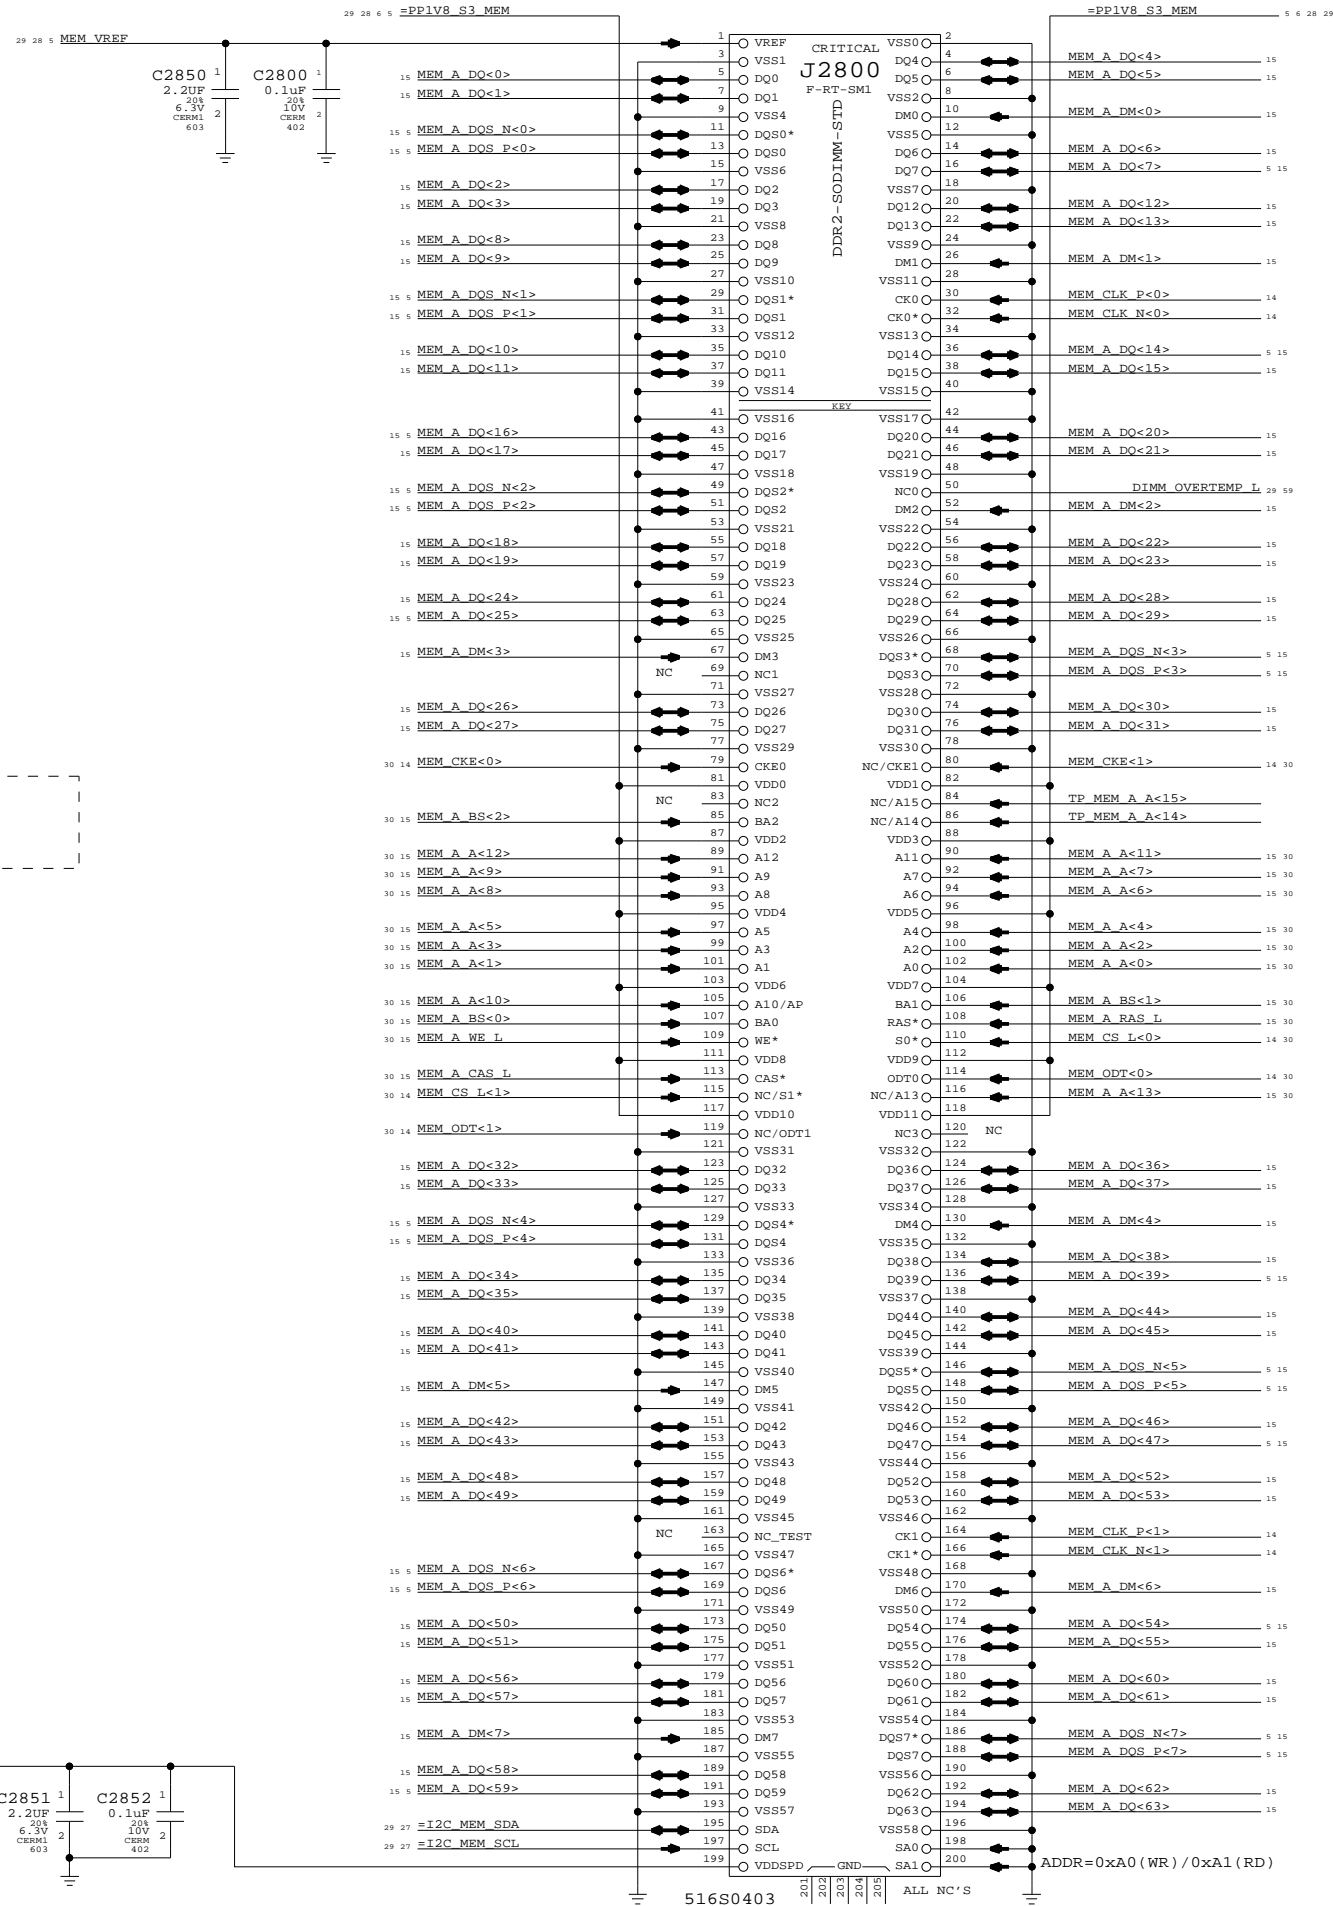 29 28 6 5 =PP1V8_S3_MEM
=PP1V8_S3_MEM 5 6 28 29
29 28 5 MEM_VREF 1 VREF VSS0 2
CRITICAL
J2800
F-RT-SM1
DDR2-SODIMM-STD
C2850 1
2.2UF
20%
6.3V
CERM1 2
603
C2800 1
0.1uF
20%
10V
CERM 2
402
3 VSS1 DQ4 4 MEM_A_DQ<4> 15
15 MEM_A_DQ<0> 5 DQ0 DQ5 6 MEM_A_DQ<5> 15
15 MEM_A_DQ<1> 7 DQ1 VSS2 8
9 VSS4 DM0 10 MEM_A_DM<0> 15
15 5 MEM_A_DQS_N<0> 11 DQS0* VSS5 12
15 5 MEM_A_DQS_P<0> 13 DQS0 DQ6 14 MEM_A_DQ<6> 15
15 VSS6 DQ7 16 MEM_A_DQ<7> 5 15
15 MEM_A_DQ<2> 17 DQ2 VSS7 18
15 MEM_A_DQ<3> 19 DQ3 DQ12 20 MEM_A_DQ<12> 15
21 VSS8 DQ13 22 MEM_A_DQ<13> 15
15 MEM_A_DQ<8> 23 DQ8 VSS9 24
15 MEM_A_DQ<9> 25 DQ9 DM1 26 MEM_A_DM<1> 15
27 VSS10 VSS11 28
15 5 MEM_A_DQS_N<1> 29 DQS1* CK0 30 MEM_CLK_P<0> 14
15 5 MEM_A_DQS_P<1> 31 DQS1 CK0* 32 MEM_CLK_N<0> 14
33 VSS12 VSS13 34
15 MEM_A_DQ<10> 35 DQ10 DQ14 36 MEM_A_DQ<14> 5 15
15 MEM_A_DQ<11> 37 DQ11 DQ15 38 MEM_A_DQ<15> 15
39 VSS14 VSS15 40
KEY
41 VSS16 VSS17 42
15 5 MEM_A_DQ<16> 43 DQ16 DQ20 44 MEM_A_DQ<20> 15
15 MEM_A_DQ<17> 45 DQ17 DQ21 46 MEM_A_DQ<21> 15
47 VSS18 VSS19 48
15 5 MEM_A_DQS_N<2> 49 DQS2* NC0 50 DIMM_OVERTEMP_L 29 59
15 5 MEM_A_DQS_P<2> 51 DQS2 DM2 52 MEM_A_DM<2> 15
53 VSS21 VSS22 54
15 MEM_A_DQ<18> 55 DQ18 DQ22 56 MEM_A_DQ<22> 15
15 MEM_A_DQ<19> 57 DQ19 DQ23 58 MEM_A_DQ<23> 15
59 VSS23 VSS24 60
15 MEM_A_DQ<24> 61 DQ24 DQ28 62 MEM_A_DQ<28> 15
15 5 MEM_A_DQ<25> 63 DQ25 DQ29 64 MEM_A_DQ<29> 15
65 VSS25 VSS26 66
15 MEM_A_DM<3> 67 DM3 DQS3* 68 MEM_A_DQS_N<3> 5 15
NC 69 NC1 DQS3 70 MEM_A_DQS_P<3> 5 15
71 VSS27 VSS28 72
15 MEM_A_DQ<26> 73 DQ26 DQ30 74 MEM_A_DQ<30> 15
15 MEM_A_DQ<27> 75 DQ27 DQ31 76 MEM_A_DQ<31> 15
77 VSS29 VSS30 78
30 14 MEM_CKE<0> 79 CKE0 NC/CKE1 80 MEM_CKE<1> 14 30
81 VDD0 VDD1 82
NC 83 NC2 NC/A15 84 TP_MEM_A_A<15>
30 15 MEM_A_BS<2> 85 BA2 NC/A14 86 TP_MEM_A_A<14>
87 VDD2 VDD3 88
30 15 MEM_A_A<12> 89 A12 A11 90 MEM_A_A<11> 15 30
30 15 MEM_A_A<9> 91 A9 A7 92 MEM_A_A<7> 15 30
30 15 MEM_A_A<8> 93 A8 A6 94 MEM_A_A<6> 15 30
95 VDD4 VDD5 96
30 15 MEM_A_A<5> 97 A5 A4 98 MEM_A_A<4> 15 30
30 15 MEM_A_A<3> 99 A3 A2 100 MEM_A_A<2> 15 30
30 15 MEM_A_A<1> 101 A1 A0 102 MEM_A_A<0> 15 30
103 VDD6 VDD7 104
30 15 MEM_A_A<10> 105 A10/AP BA1 106 MEM_A_BS<1> 15 30
30 15 MEM_A_BS<0> 107 BA0 RAS* 108 MEM_A_RAS_L 15 30
30 15 MEM_A_WE_L 109 WE* S0* 110 MEM_CS_L<0> 14 30
111 VDD8 VDD9 112
30 15 MEM_A_CAS_L 113 CAS* ODT0 114 MEM_ODT<0> 14 30
30 14 MEM_CS_L<1> 115 NC/S1* NC/A13 116 MEM_A_A<13> 15 30
117 VDD10 VDD11 118
30 14 MEM_ODT<1> 119 NC/ODT1 NC3 120 NC
121 VSS31 VSS32 122
15 MEM_A_DQ<32> 123 DQ32 DQ36 124 MEM_A_DQ<36> 15
15 MEM_A_DQ<33> 125 DQ33 DQ37 126 MEM_A_DQ<37> 15
127 VSS33 VSS34 128
15 5 MEM_A_DQS_N<4> 129 DQS4* DM4 130 MEM_A_DM<4> 15
15 5 MEM_A_DQS_P<4> 131 DQS4 VSS35 132
133 VSS36 DQ38 134 MEM_A_DQ<38> 15
15 MEM_A_DQ<34> 135 DQ34 DQ39 136 MEM_A_DQ<39> 5 15
15 MEM_A_DQ<35> 137 DQ35 VSS37 138
139 VSS38 DQ44 140 MEM_A_DQ<44> 15
15 MEM_A_DQ<40> 141 DQ40 DQ45 142 MEM_A_DQ<45> 15
15 MEM_A_DQ<41> 143 DQ41 VSS39 144
145 VSS40 DQS5* 146 MEM_A_DQS_N<5> 5 15
15 MEM_A_DM<5> 147 DM5 DQS5 148 MEM_A_DQS_P<5> 5 15
149 VSS41 VSS42 150
15 MEM_A_DQ<42> 151 DQ42 DQ46 152 MEM_A_DQ<46> 15
15 MEM_A_DQ<43> 153 DQ43 DQ47 154 MEM_A_DQ<47> 5 15
155 VSS43 VSS44 156
15 MEM_A_DQ<48> 157 DQ48 DQ52 158 MEM_A_DQ<52> 15
15 MEM_A_DQ<49> 159 DQ49 DQ53 160 MEM_A_DQ<53> 15
161 VSS45 VSS46 162
NC 163 NC_TEST CK1 164 MEM_CLK_P<1> 14
165 VSS47 CK1* 166 MEM_CLK_N<1> 14
15 5 MEM_A_DQS_N<6> 167 DQS6* VSS48 168
15 5 MEM_A_DQS_P<6> 169 DQS6 DM6 170 MEM_A_DM<6> 15
171 VSS49 VSS50 172
15 MEM_A_DQ<50> 173 DQ50 DQ54 174 MEM_A_DQ<54> 5 15
15 MEM_A_DQ<51> 175 DQ51 DQ55 176 MEM_A_DQ<55> 15
177 VSS51 VSS52 178
15 MEM_A_DQ<56> 179 DQ56 DQ60 180 MEM_A_DQ<60> 15
15 MEM_A_DQ<57> 181 DQ57 DQ61 182 MEM_A_DQ<61> 15
183 VSS53 VSS54 184
15 MEM_A_DM<7> 185 DM7 DQS7* 186 MEM_A_DQS_N<7> 5 15
187 VSS55 DQS7 188 MEM_A_DQS_P<7> 5 15
15 MEM_A_DQ<58> 189 DQ58 VSS56 190
15 5 MEM_A_DQ<59> 191 DQ59 DQ62 192 MEM_A_DQ<62> 15
193 VSS57 DQ63 194 MEM_A_DQ<63> 15
29 27 =I2C_MEM_SDA 195 SDA VSS58 196
29 27 =I2C_MEM_SCL 197 SCL SA0 198
199 VDDSPD GND SA1 200 ADDR=0xA0(WR)/0xA1(RD)
C2851 1
2.2UF
20%
6.3V
CERM1 2
603
C2852 1
0.1uF
20%
10V
CERM 2
402
516S0403 201 202 203 204 205 ALL NC'S